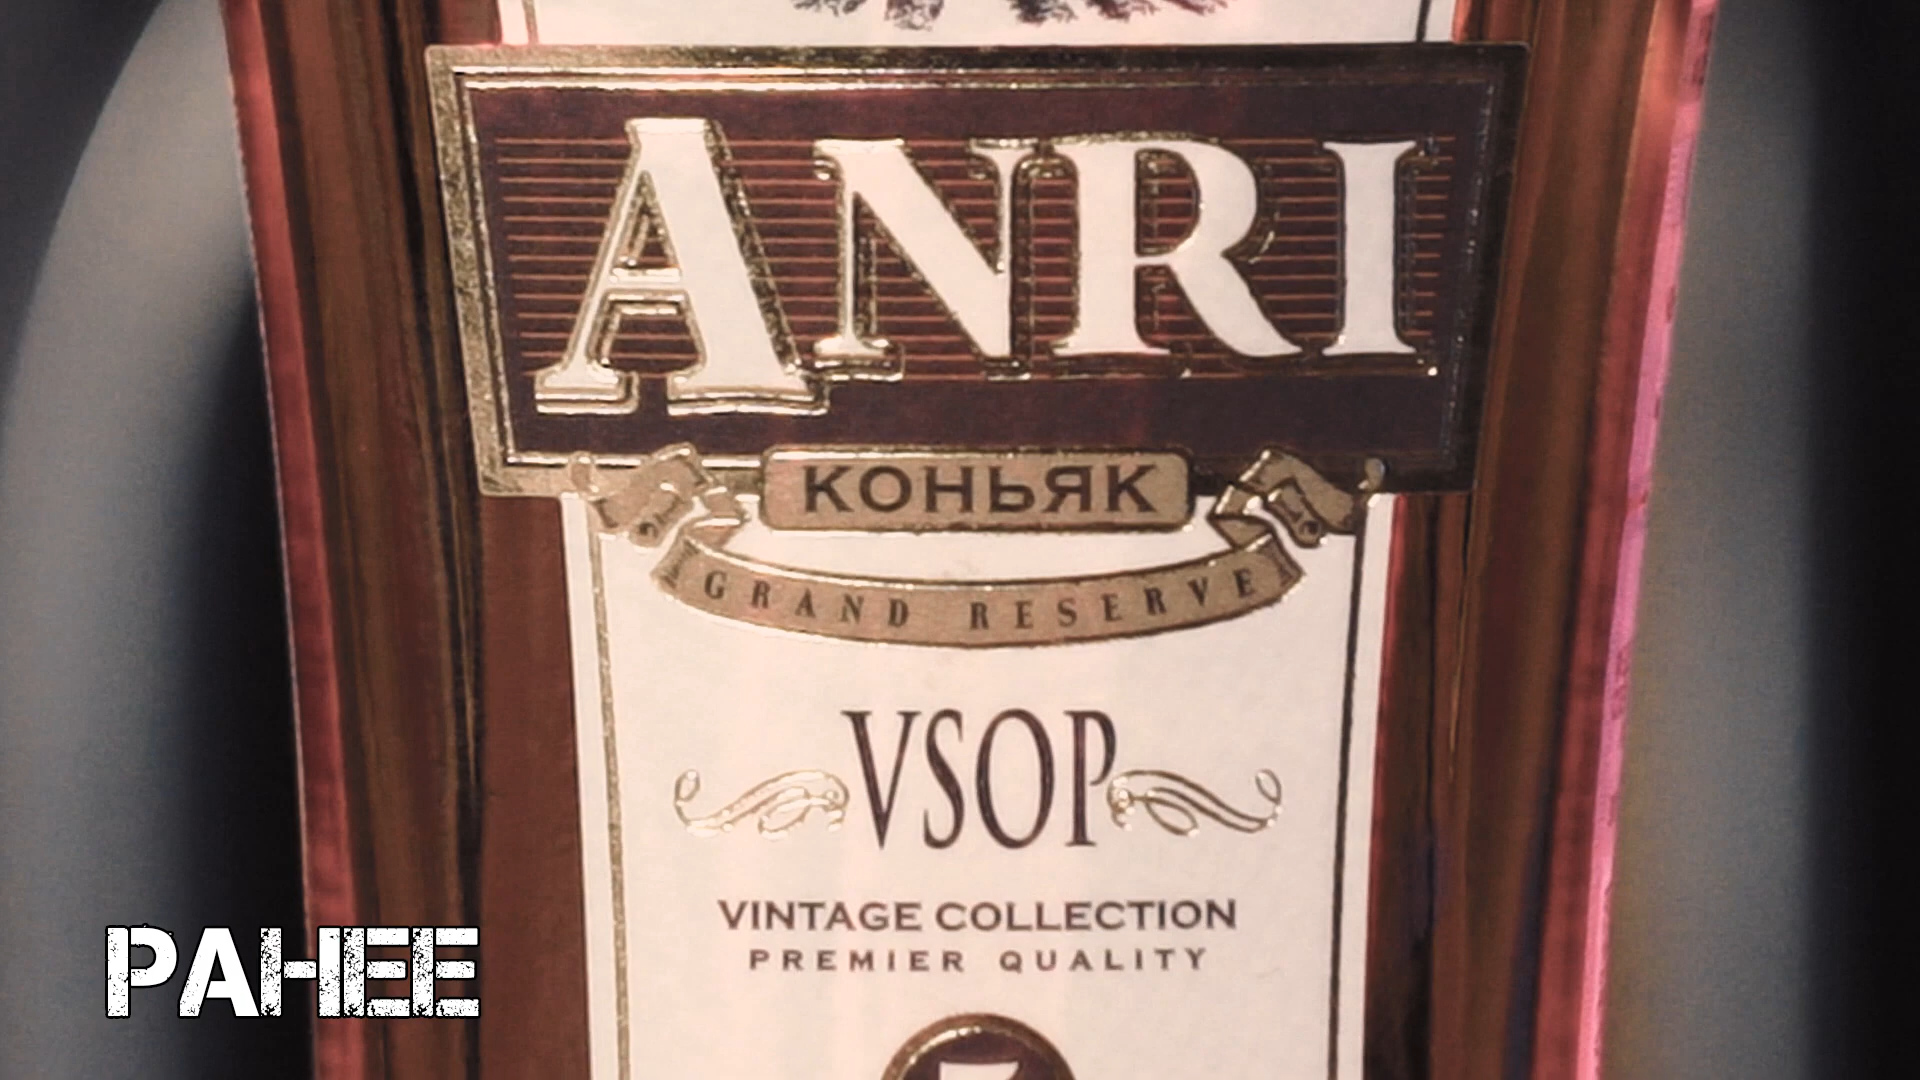 ANRI
КОНЬЯК
GRAND RESERVE
VSOP
VINTAGE COLLECTION
PREMIER QUALITY
РАНЕЕ